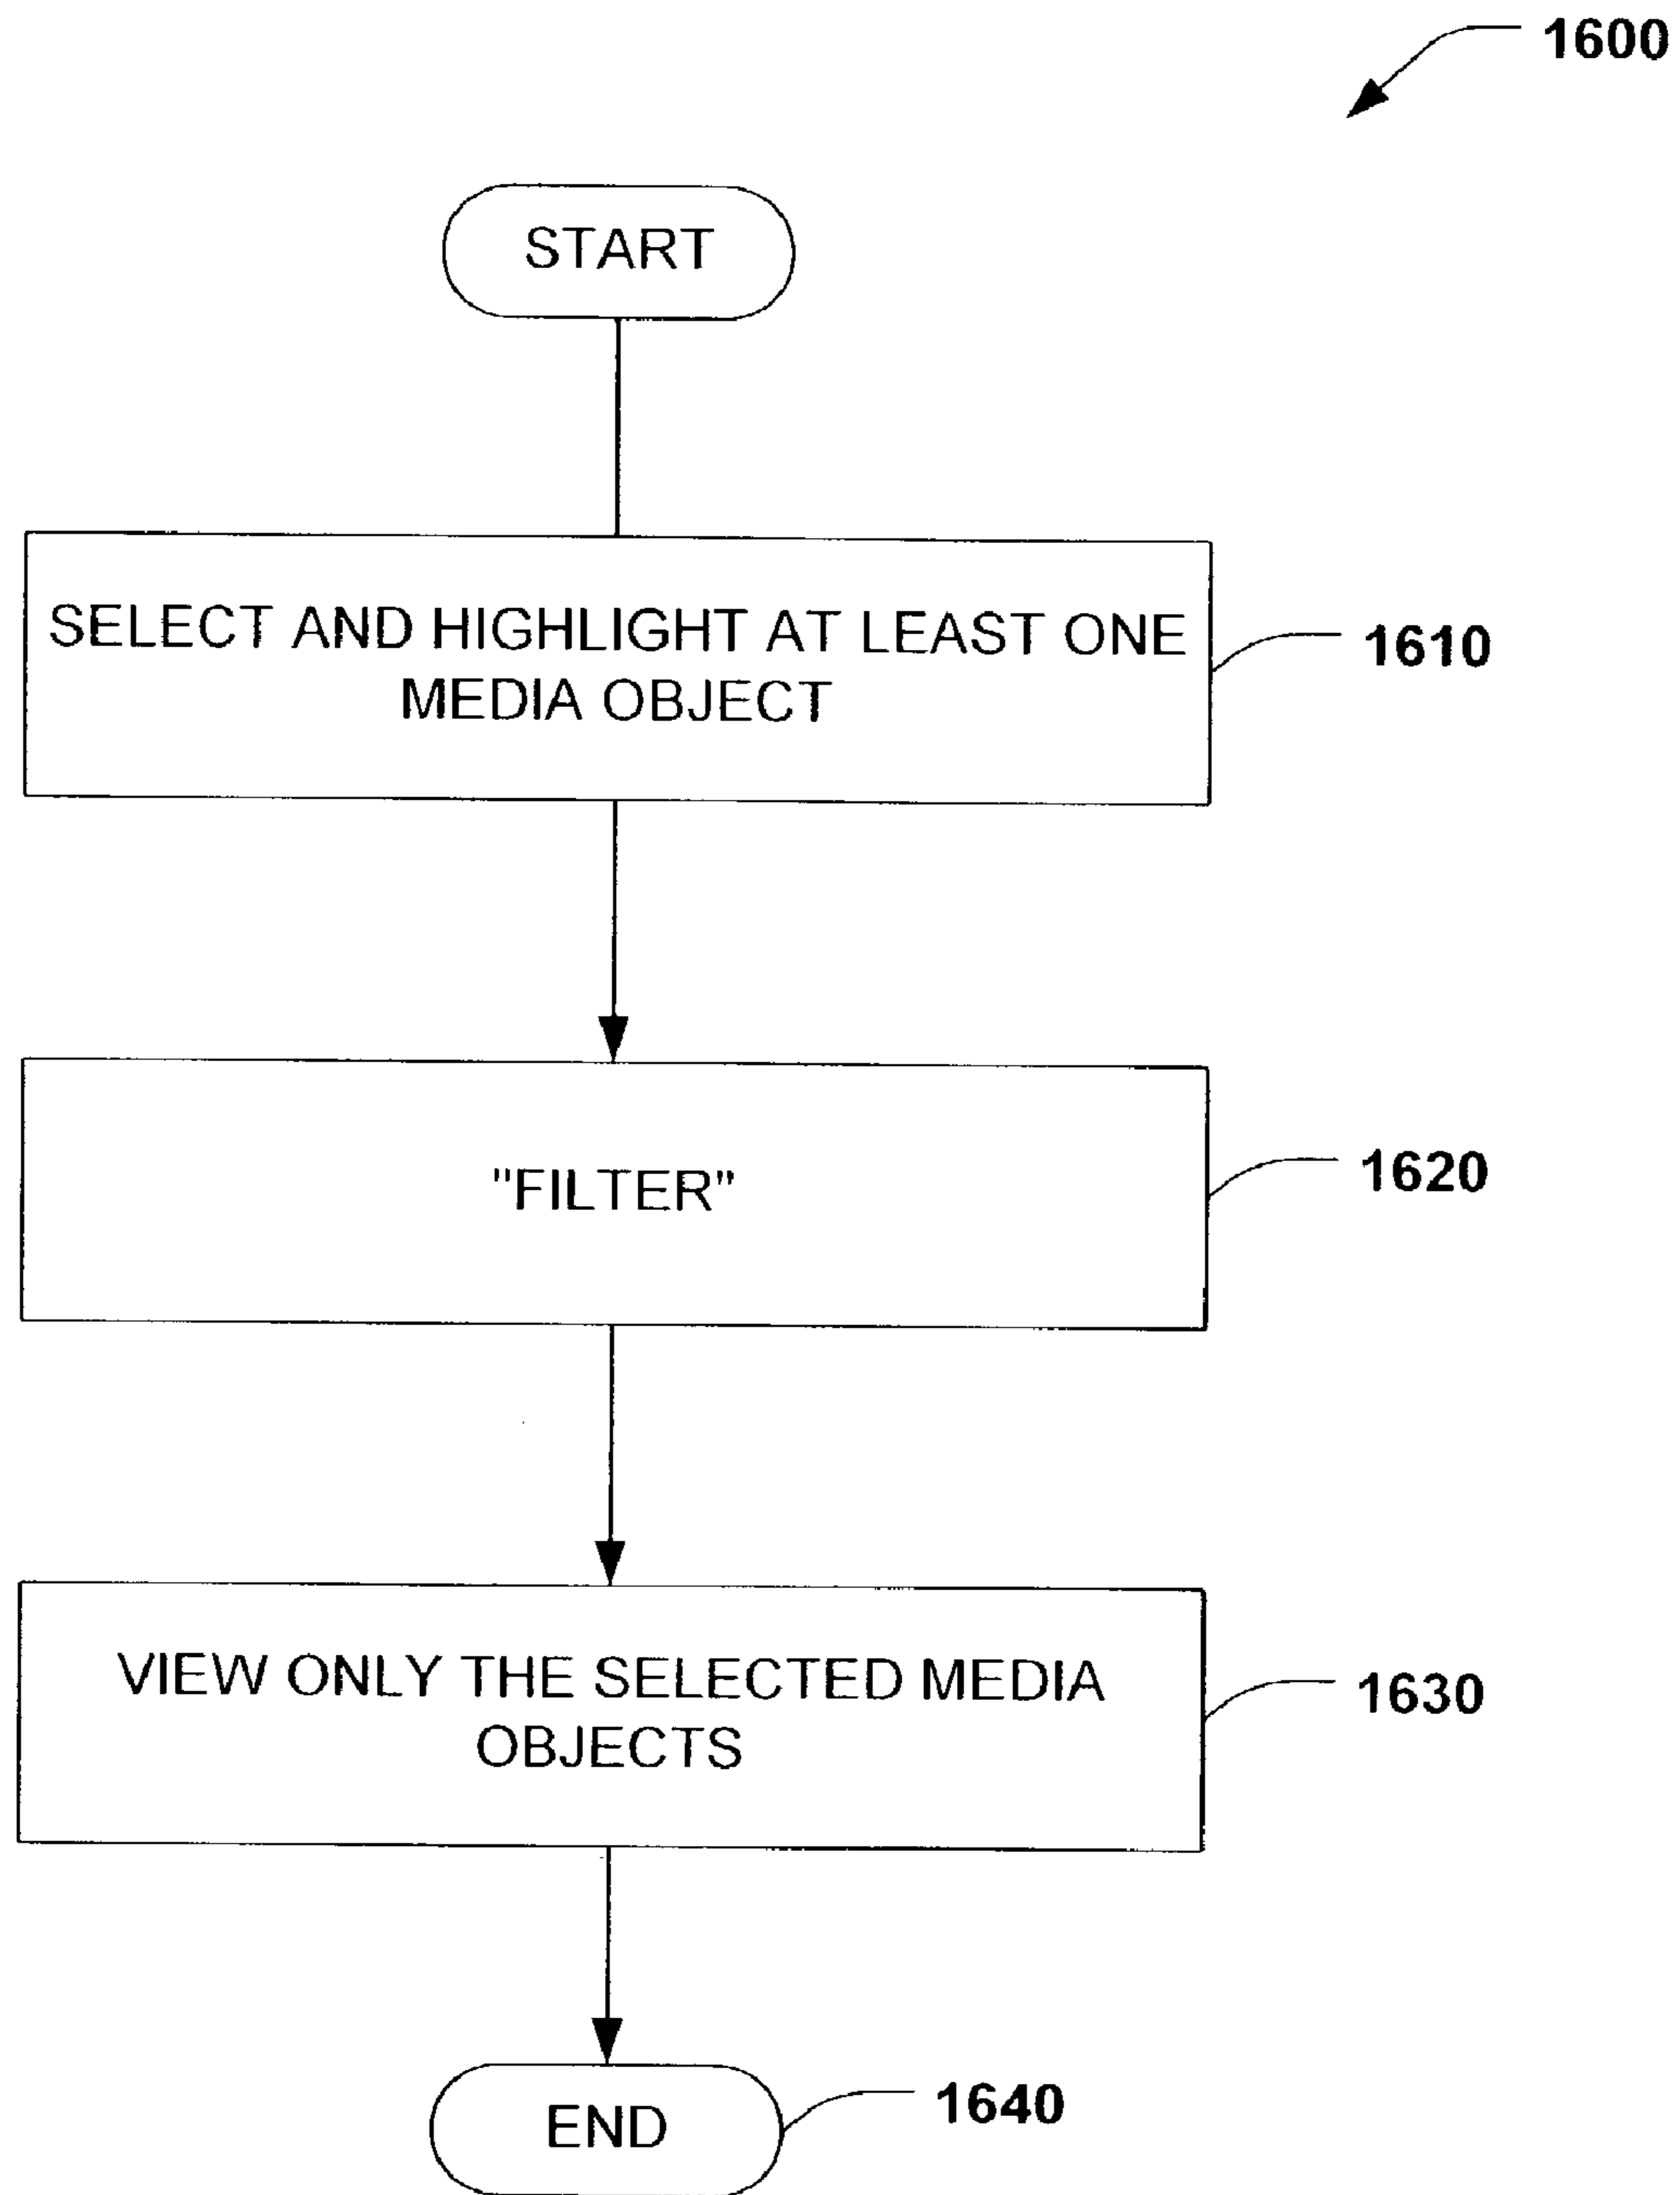 1600
START
SELECT AND HIGHLIGHT AT LEAST ONE
MEDIA OBJECT
1610
"FILTER"
1620
VIEW ONLY THE SELECTED MEDIA
OBJECTS
1630
END
1640